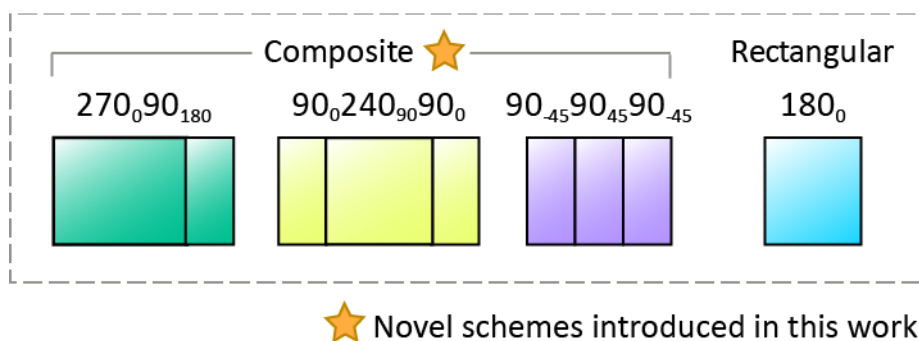 Composite Rectangular
270₀90₁₈₀ 90₀240₉₀90₀ 90₋₄₅90₄₅90₋₄₅ 180₀
Novel schemes introduced in this work